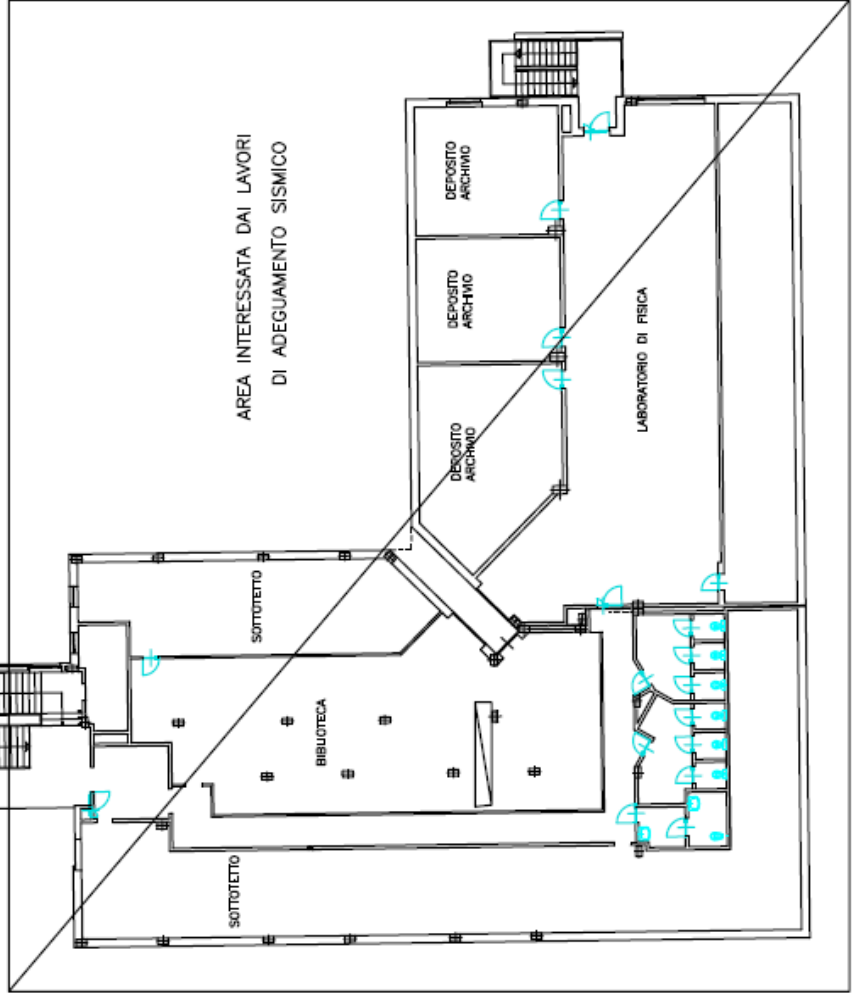 AREA INTERESSATA DAI LAVORI
DI ADEGUAMENTO SISMICO
DEPOSITO
ARCHIVIO
DEPOSITO
ARCHIVIO
DEPOSITO
ARCHIVIO
LABORATORIO DI FISICA
SOTTOTETTO
BIBLIOTECA
SOTTOTETTO